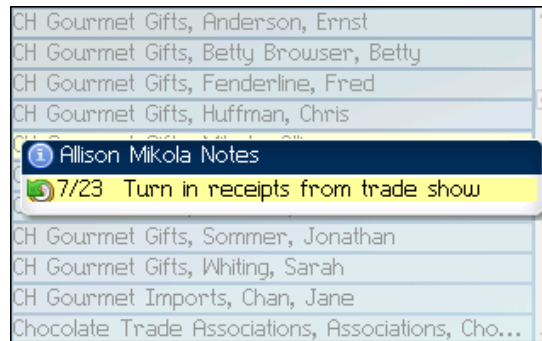 CH Gourmet Gifts, Anderson, Ernst
CH Gourmet Gifts, Betty Browser, Betty
CH Gourmet Gifts, Fenderline, Fred
CH Gourmet Gifts, Huffman, Chris
Allison Mikola Notes
7/23 Turn in receipts from trade show
CH Gourmet Gifts, Sommer, Jonathan
CH Gourmet Gifts, Whiting, Sarah
CH Gourmet Imports, Chan, Jane
Chocolate Trade Associations, Associations, Cho...